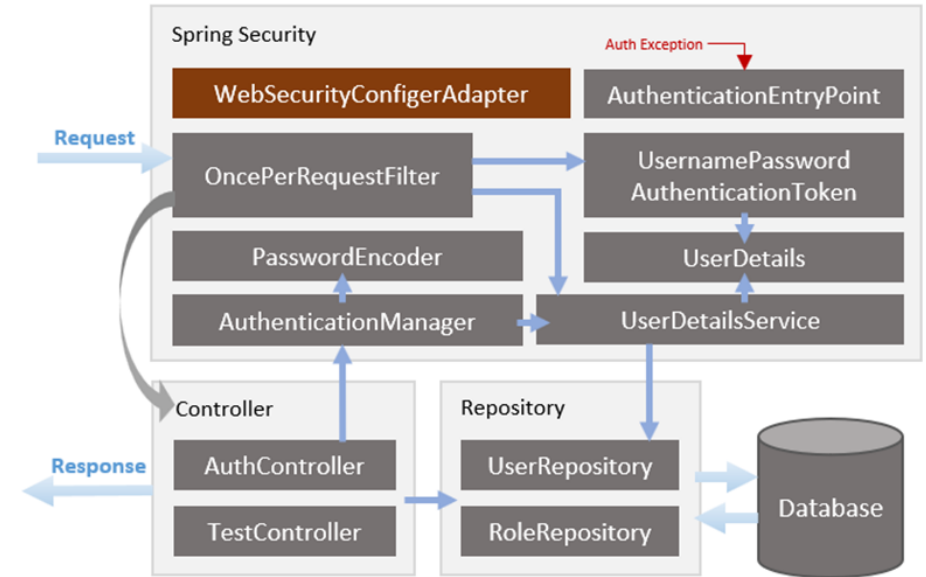 Spring Security
Auth Exception
WebSecurityConfigerAdapter
AuthenticationEntryPoint
Request
OncePerRequestFilter
UsernamePassword
AuthenticationToken
PasswordEncoder
UserDetails
AuthenticationManager
UserDetailsService
Controller
Repository
Response
AuthController
UserRepository
TestController
RoleRepository
Database